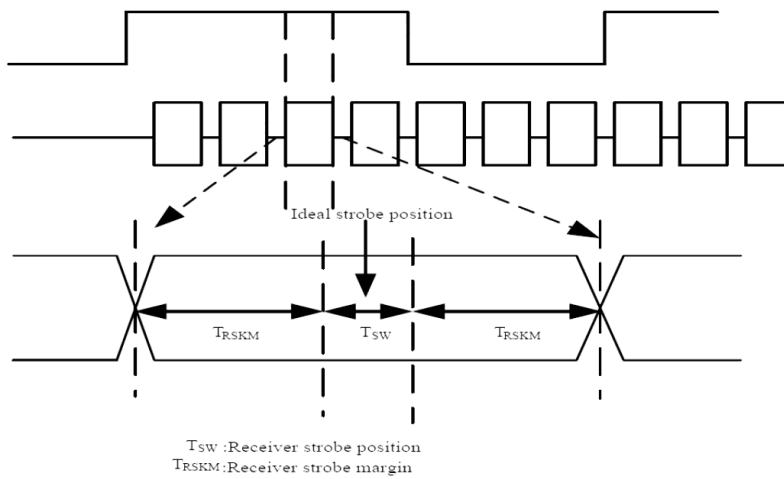 Ideal strobe position
TRSKM TSW TRSKM
TSW :Receiver strobe position
TRSKM:Receiver strobe margin